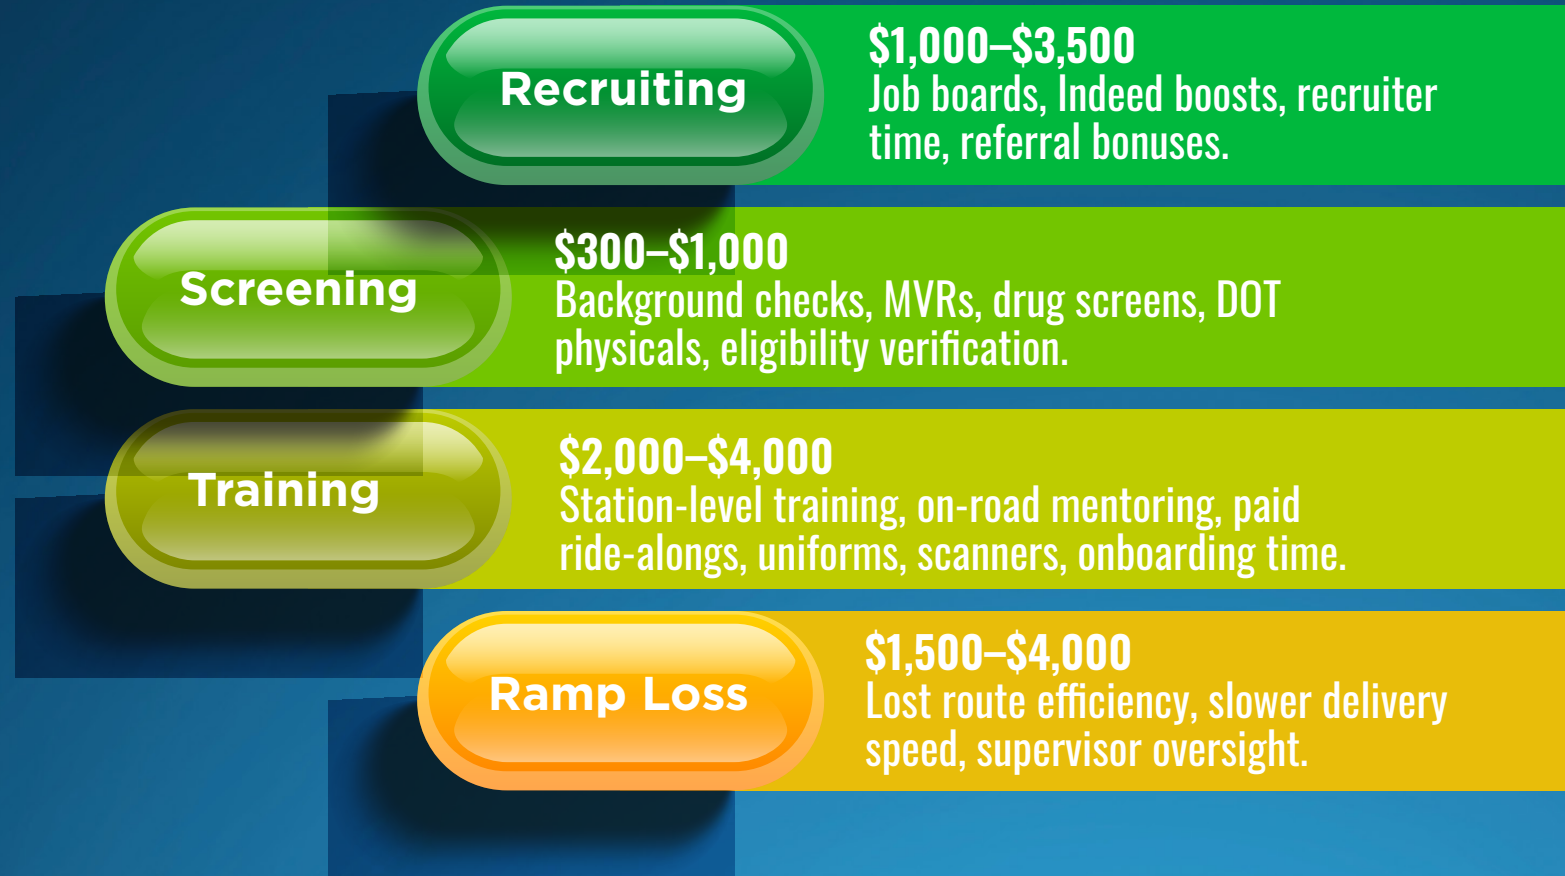 Recruiting
$1,000–$3,500
Job boards, Indeed boosts, recruiter
time, referral bonuses.
Screening
$300–$1,000
Background checks, MVRs, drug screens, DOT
physicals, eligibility verification.
Training
$2,000–$4,000
Station-level training, on-road mentoring, paid
ride-alongs, uniforms, scanners, onboarding time.
Ramp Loss
$1,500–$4,000
Lost route efficiency, slower delivery
speed, supervisor oversight.